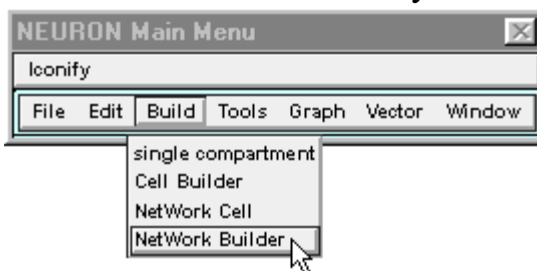 NEURON Main Menu
Iconify
File Edit Build Tools Graph Vector Window
single compartment
Cell Builder
NetWork Cell
NetWork Builder